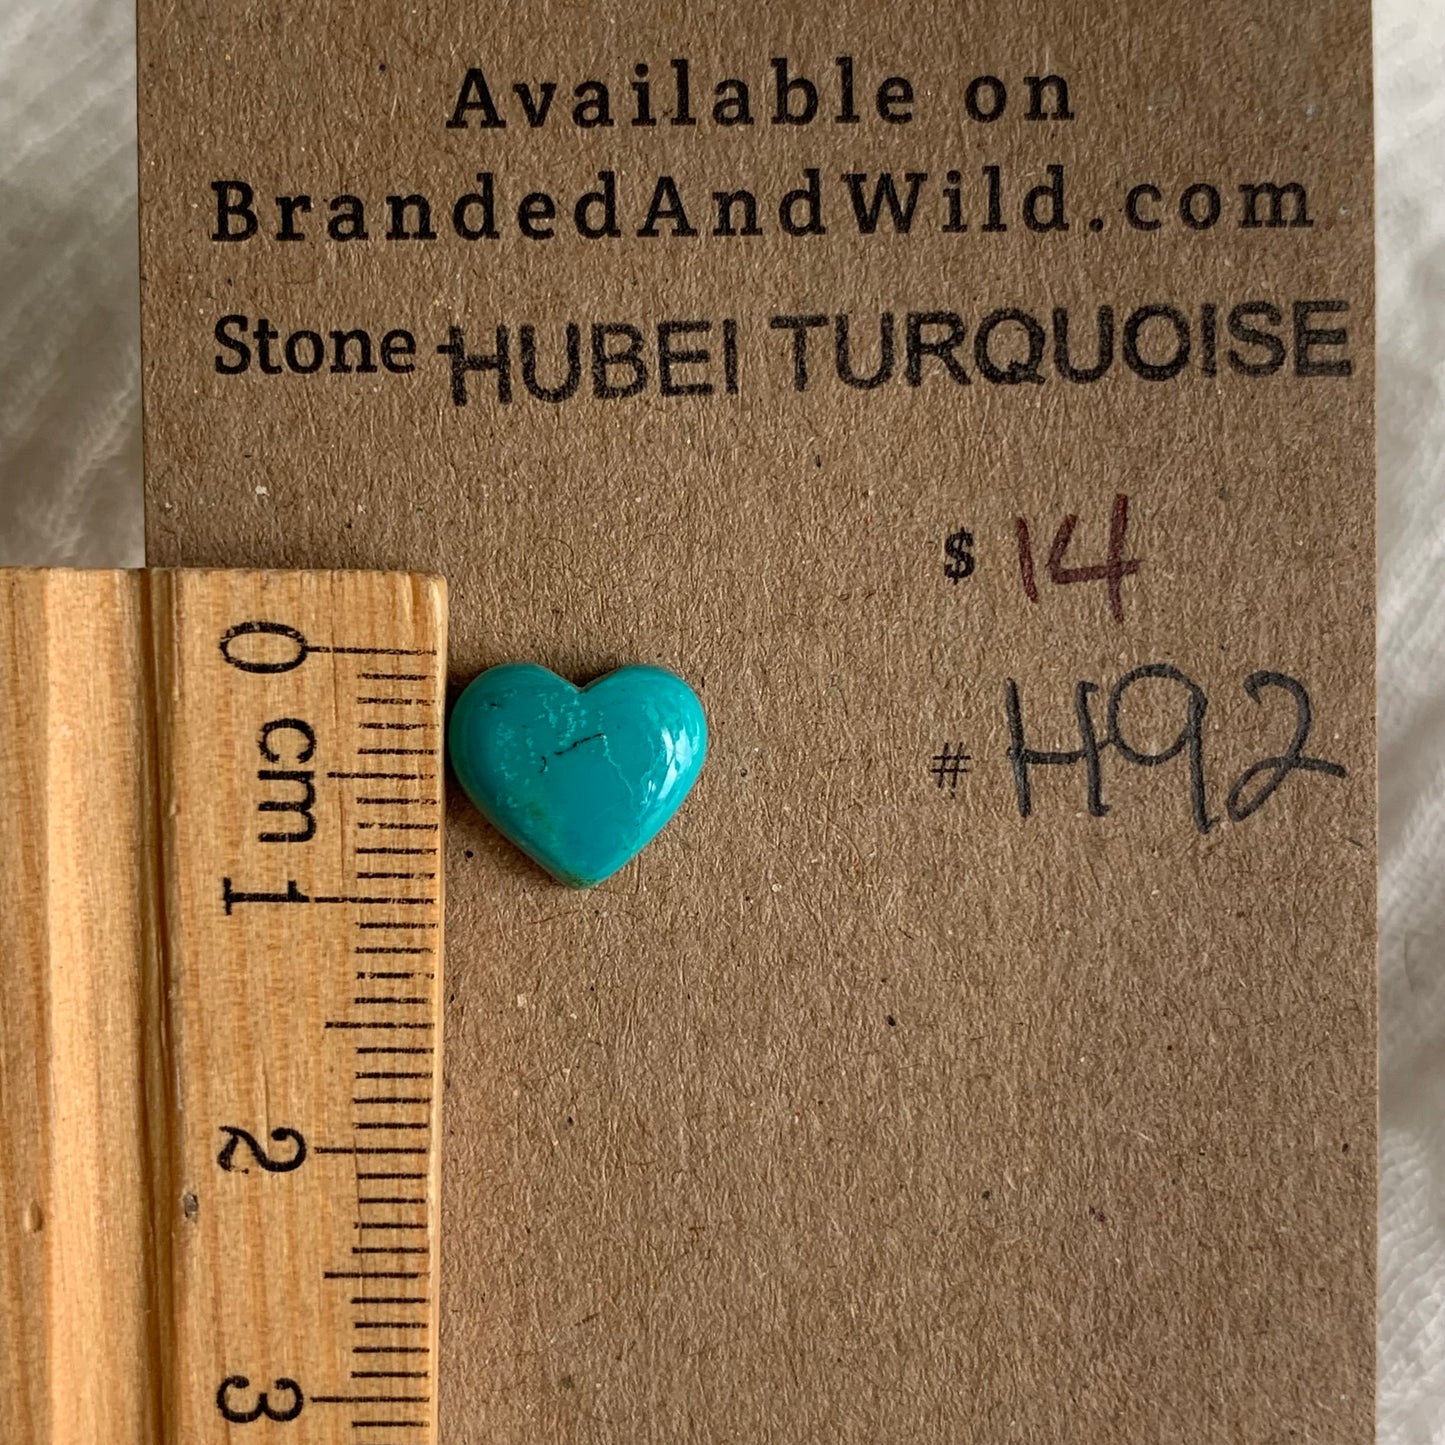 Available on
BrandedAndWild.com
Stone HUBEI TURQUOISE
$ 14
# H92
0
cm
1
2
3